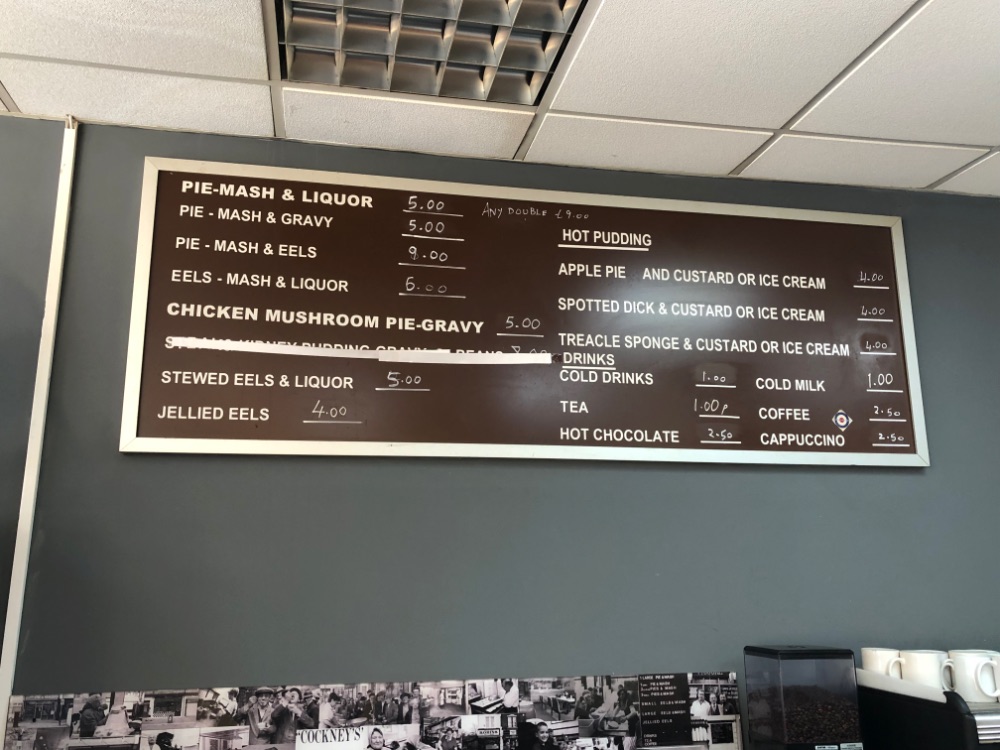 PIE-MASH & LIQUOR 5.00
ANY DOUBLE £9.00
PIE - MASH & GRAVY 5.00
PIE - MASH & EELS 9.00
EELS - MASH & LIQUOR 6.00
CHICKEN MUSHROOM PIE-GRAVY 5.00
STEWED EELS & LIQUOR 5.00
JELLIED EELS 4.00
HOT PUDDING
APPLE PIE AND CUSTARD OR ICE CREAM 4.00
SPOTTED DICK & CUSTARD OR ICE CREAM 4.00
TREACLE SPONGE & CUSTARD OR ICE CREAM 4.00
DRINKS
COLD DRINKS 1.00 COLD MILK 1.00
TEA 1.00p COFFEE 2.50
HOT CHOCOLATE 2.50 CAPPUCCINO 2.50
"COCKNEY'S"